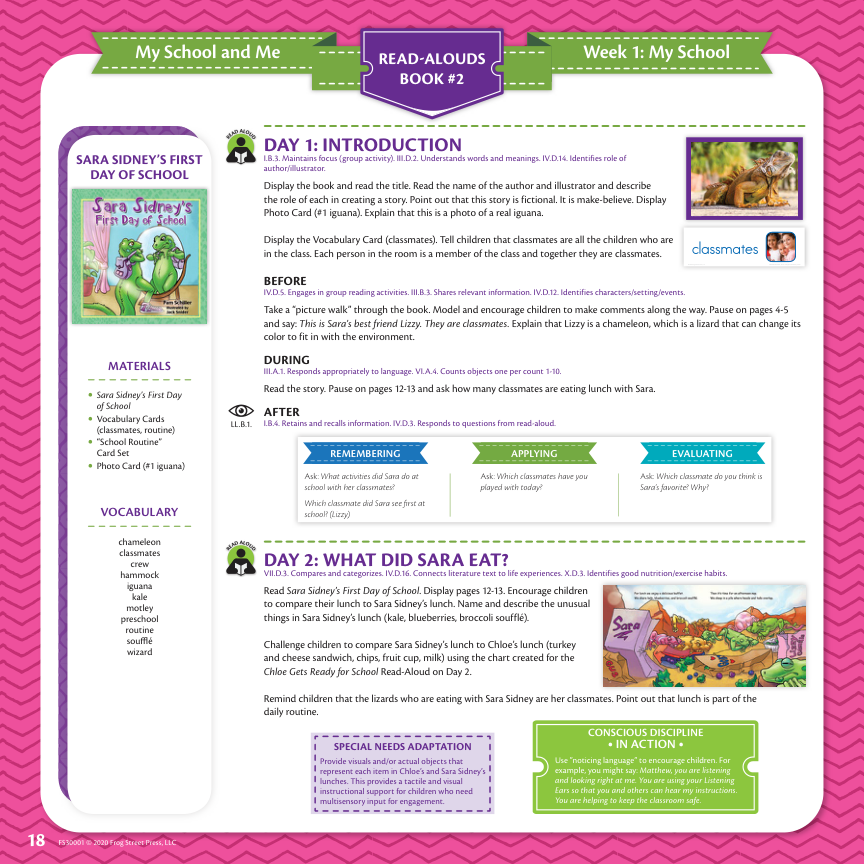 My School and Me
READ-ALOUDS
BOOK #2
Week 1: My School
SARA SIDNEY'S FIRST
DAY OF SCHOOL
Sara Sidney's
First Day of School
Pam Schiller
MATERIALS
• Sara Sidney's First Day
of School
• Vocabulary Cards
(classmates, routine)
• "School Routine"
Card Set
• Photo Card (#1 iguana)
VOCABULARY
chameleon
classmates
crew
hammock
iguana
kale
motley
preschool
routine
soufflé
wizard
READ ALOUD
DAY 1: INTRODUCTION
I.B.3. Maintains focus (group activity). III.D.2. Understands words and meanings. IV.D.14. Identifies role of
author/illustrator.
Display the book and read the title. Read the name of the author and illustrator and describe
the role of each in creating a story. Point out that this story is fictional. It is make-believe. Display
Photo Card (#1 iguana). Explain that this is a photo of a real iguana.
Display the Vocabulary Card (classmates). Tell children that classmates are all the children who are
in the class. Each person in the room is a member of the class and together they are classmates.
classmates
BEFORE
IV.D.5. Engages in group reading activities. III.B.3. Shares relevant information. IV.D.12. Identifies characters/setting/events.
Take a "picture walk" through the book. Model and encourage children to make comments along the way. Pause on pages 4-5
and say: This is Sara's best friend Lizzy. They are classmates. Explain that Lizzy is a chameleon, which is a lizard that can change its
color to fit in with the environment.
DURING
III.A.1. Responds appropriately to language. VI.A.4. Counts objects one per count 1-10.
Read the story. Pause on pages 12-13 and ask how many classmates are eating lunch with Sara.
LL.B.1.
AFTER
I.B.4. Retains and recalls information. IV.D.3. Responds to questions from read-aloud.
REMEMBERING
Ask: What activities did Sara do at
school with her classmates?
Which classmate did Sara see first at
school? (Lizzy)
APPLYING
Ask: Which classmates have you
played with today?
EVALUATING
Ask: Which classmate do you think is
Sara's favorite? Why?
READ ALOUD
DAY 2: WHAT DID SARA EAT?
VII.D.3. Compares and categorizes. IV.D.16. Connects literature text to life experiences. X.D.3. Identifies good nutrition/exercise habits.
Read Sara Sidney's First Day of School. Display pages 12-13. Encourage children
to compare their lunch to Sara Sidney's lunch. Name and describe the unusual
things in Sara Sidney's lunch (kale, blueberries, broccoli soufflé).
Challenge children to compare Sara Sidney's lunch to Chloe's lunch (turkey
and cheese sandwich, chips, fruit cup, milk) using the chart created for the
Chloe Gets Ready for School Read-Aloud on Day 2.
Sara
Remind children that the lizards who are eating with Sara Sidney are her classmates. Point out that lunch is part of the
daily routine.
SPECIAL NEEDS ADAPTATION
Provide visuals and/or actual objects that
represent each item in Chloe's and Sara Sidney's
lunches. This provides a tactile and visual
instructional support for children who need
multisensory input for engagement.
CONSCIOUS DISCIPLINE
• IN ACTION •
Use "noticing language" to encourage children. For
example, you might say: Matthew, you are listening
and looking right at me. You are using your Listening
Ears so that you and others can hear my instructions.
You are helping to keep the classroom safe.
18
FS30001 © 2020 Frog Street Press, LLC